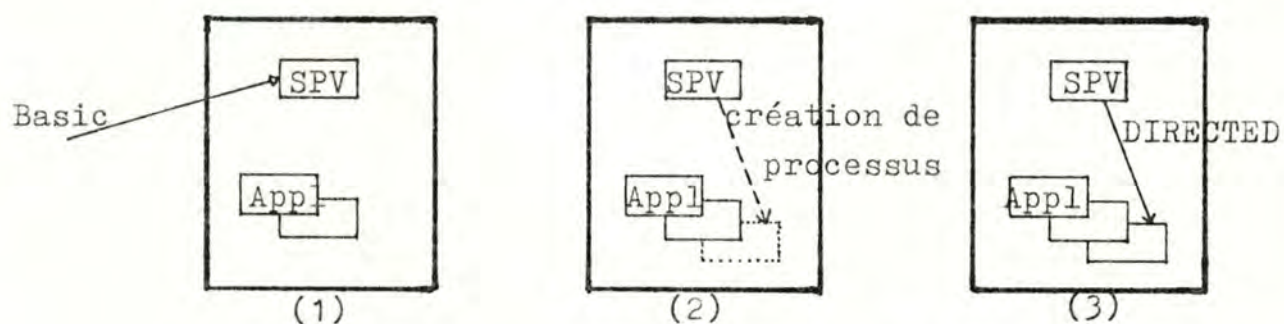 SPV
Basic
Appl
(1)
SPV
création de
processus
Appl
(2)
SPV
DIRECTED
Appl
(3)